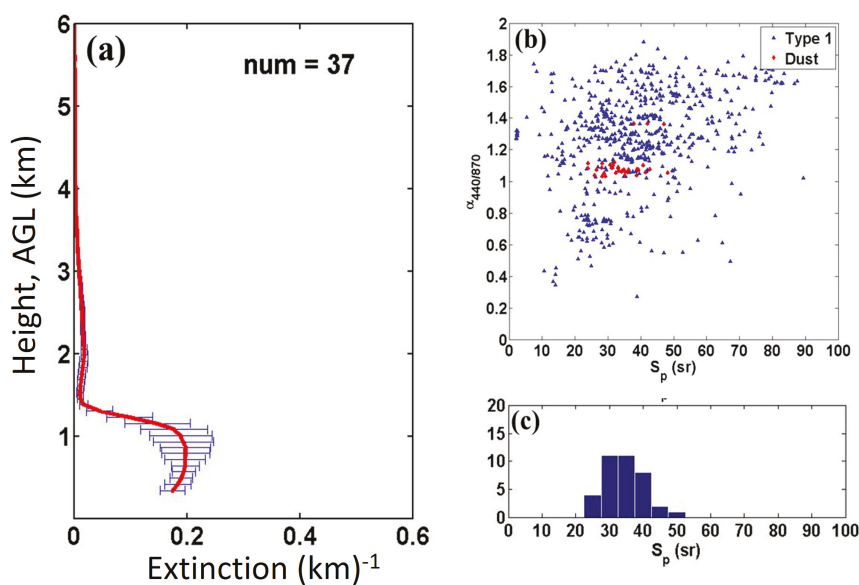 (a)
num = 37
6
5
4
3
2
1
0 0.2 0.4 0.6
Height, AGL (km)
Extinction (km)-1
(b)
Type 1
Dust
2
1.8
1.6
1.4
1.2
1
0.8
0.6
0.4
0.2
0
0 10 20 30 40 50 60 70 80 90 100
α440/870
Sp (sr)
(c)
20
15
10
5
0
0 10 20 30 40 50 60 70 80 90 100
Sp (sr)